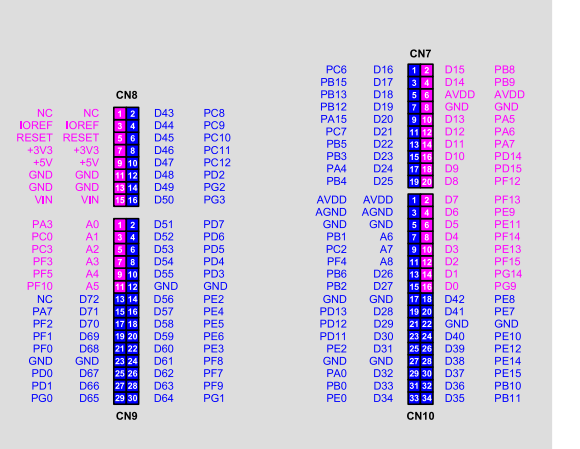 CN7
PC6 D16 1 2 D15 PB8
PB15 D17 3 4 D14 PB9
PB13 D18 5 6 AVDD AVDD
PB12 D19 7 8 GND GND
PA15 D20 9 10 D13 PA5
PC7 D21 11 12 D12 PA6
PB5 D22 13 14 D11 PA7
PB3 D23 15 16 D10 PD14
PA4 D24 17 18 D9 PD15
PB4 D25 19 20 D8 PF12
CN8
NC NC 1 2 D43 PC8
IOREF IOREF 3 4 D44 PC9
RESET RESET 5 6 D45 PC10
+3V3 +3V3 7 8 D46 PC11
+5V +5V 9 10 D47 PC12
GND GND 11 12 D48 PD2
GND GND 13 14 D49 PG2
VIN VIN 15 16 D50 PG3
PA3 A0 1 2 D51 PD7
PC0 A1 3 4 D52 PD6
PC3 A2 5 6 D53 PD5
PF3 A3 7 8 D54 PD4
PF5 A4 9 10 D55 PD3
PF10 A5 11 12 GND GND
NC D72 13 14 D56 PE2
PA7 D71 15 16 D57 PE4
PF2 D70 17 18 D58 PE5
PF1 D69 19 20 D59 PE6
PF0 D68 21 22 D60 PE3
GND GND 23 24 D61 PF8
PD0 D67 25 26 D62 PF7
PD1 D66 27 28 D63 PF9
PG0 D65 29 30 D64 PG1
CN9
AVDD AVDD 1 2 D7 PF13
AGND AGND 3 4 D6 PE9
GND GND 5 6 D5 PE11
PB1 A6 7 8 D4 PF14
PC2 A7 9 10 D3 PE13
PF4 A8 11 12 D2 PF15
PB6 D26 13 14 D1 PG14
PB2 D27 15 16 D0 PG9
GND GND 17 18 D42 PE8
PD13 D28 19 20 D41 PE7
PD12 D29 21 22 GND GND
PD11 D30 23 24 D40 PE10
PE2 D31 25 26 D39 PE12
GND GND 27 28 D38 PE14
PA0 D32 29 30 D37 PE15
PB0 D33 31 32 D36 PB10
PE0 D34 33 34 D35 PB11
CN10